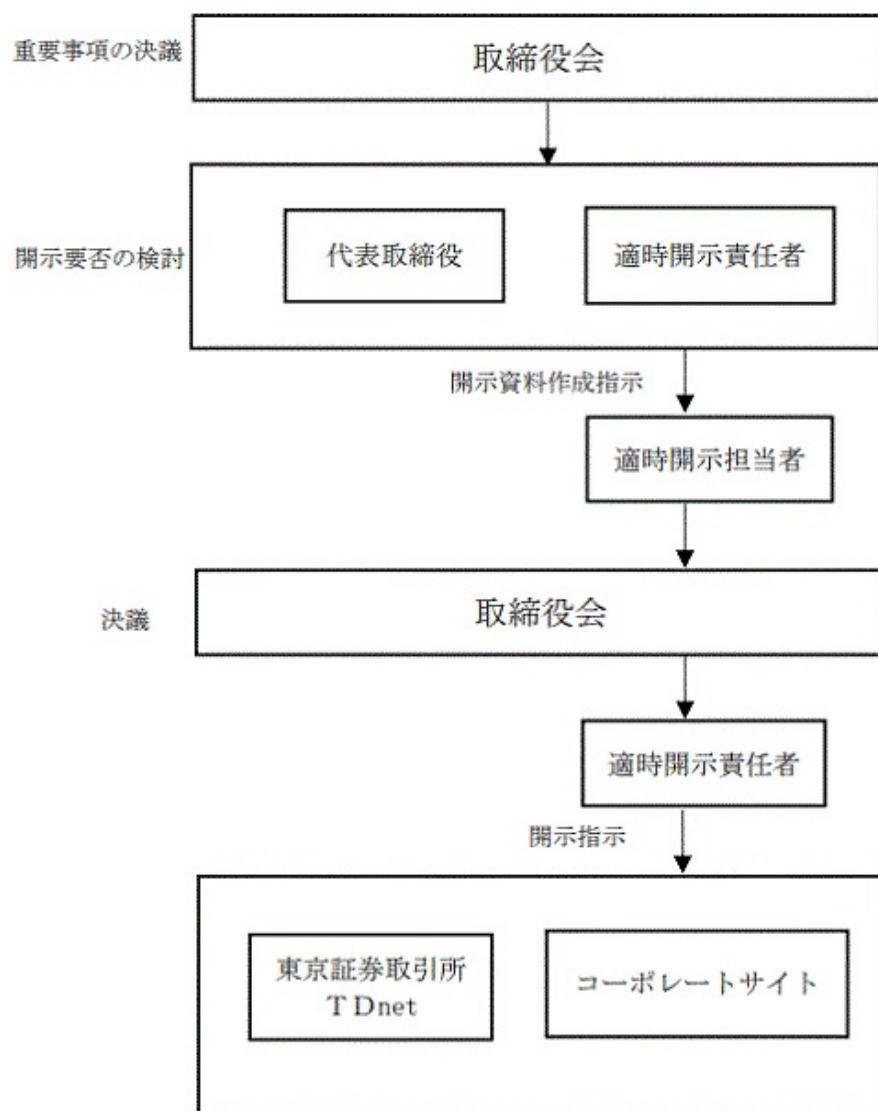 重要事項の決議
取締役会
開示要否の検討
代表取締役
適時開示責任者
開示資料作成指示
適時開示担当者
決議
取締役会
適時開示責任者
開示指示
東京証券取引所
ＴＤnet
コーポレートサイト